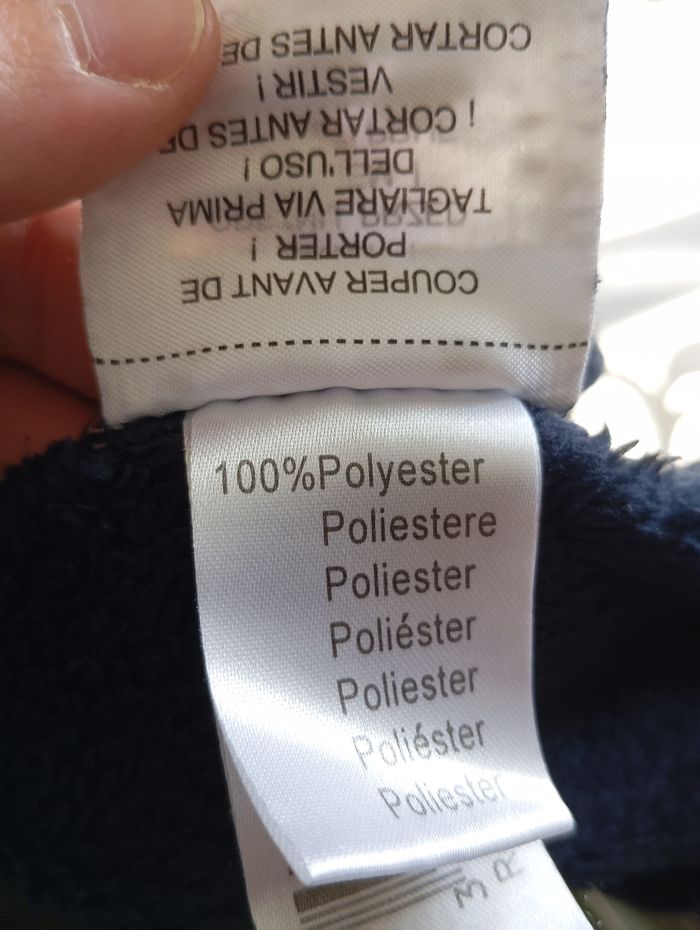 COUPER AVANT DE
PORTER !
TAGLIARE VIA PRIMA
DELL'USO !
¡ CORTAR ANTES DE
VESTIR !
CORTAR ANTES DE
100%Polyester
Poliestere
Poliester
Poliéster
Poliester
Poliéster
Poliester